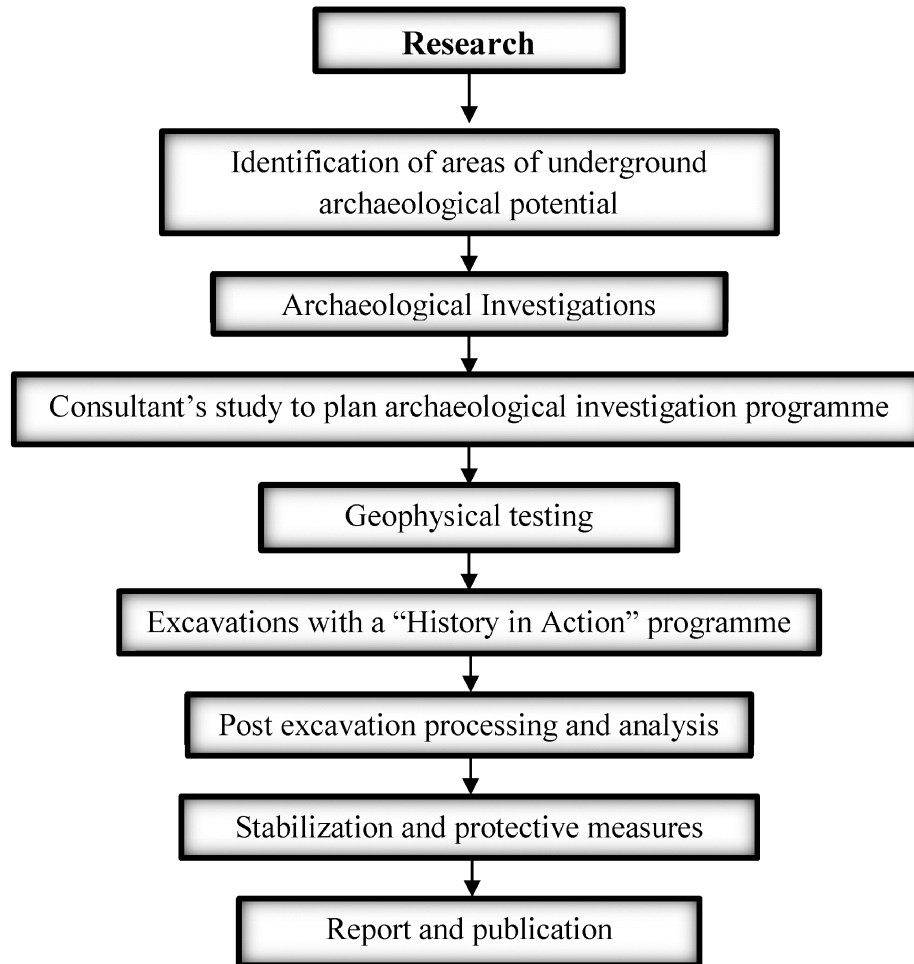 Research
Identification of areas of underground
archaeological potential
Archaeological Investigations
Consultant’s study to plan archaeological investigation programme
Geophysical testing
Excavations with a “History in Action” programme
Post excavation processing and analysis
Stabilization and protective measures
Report and publication